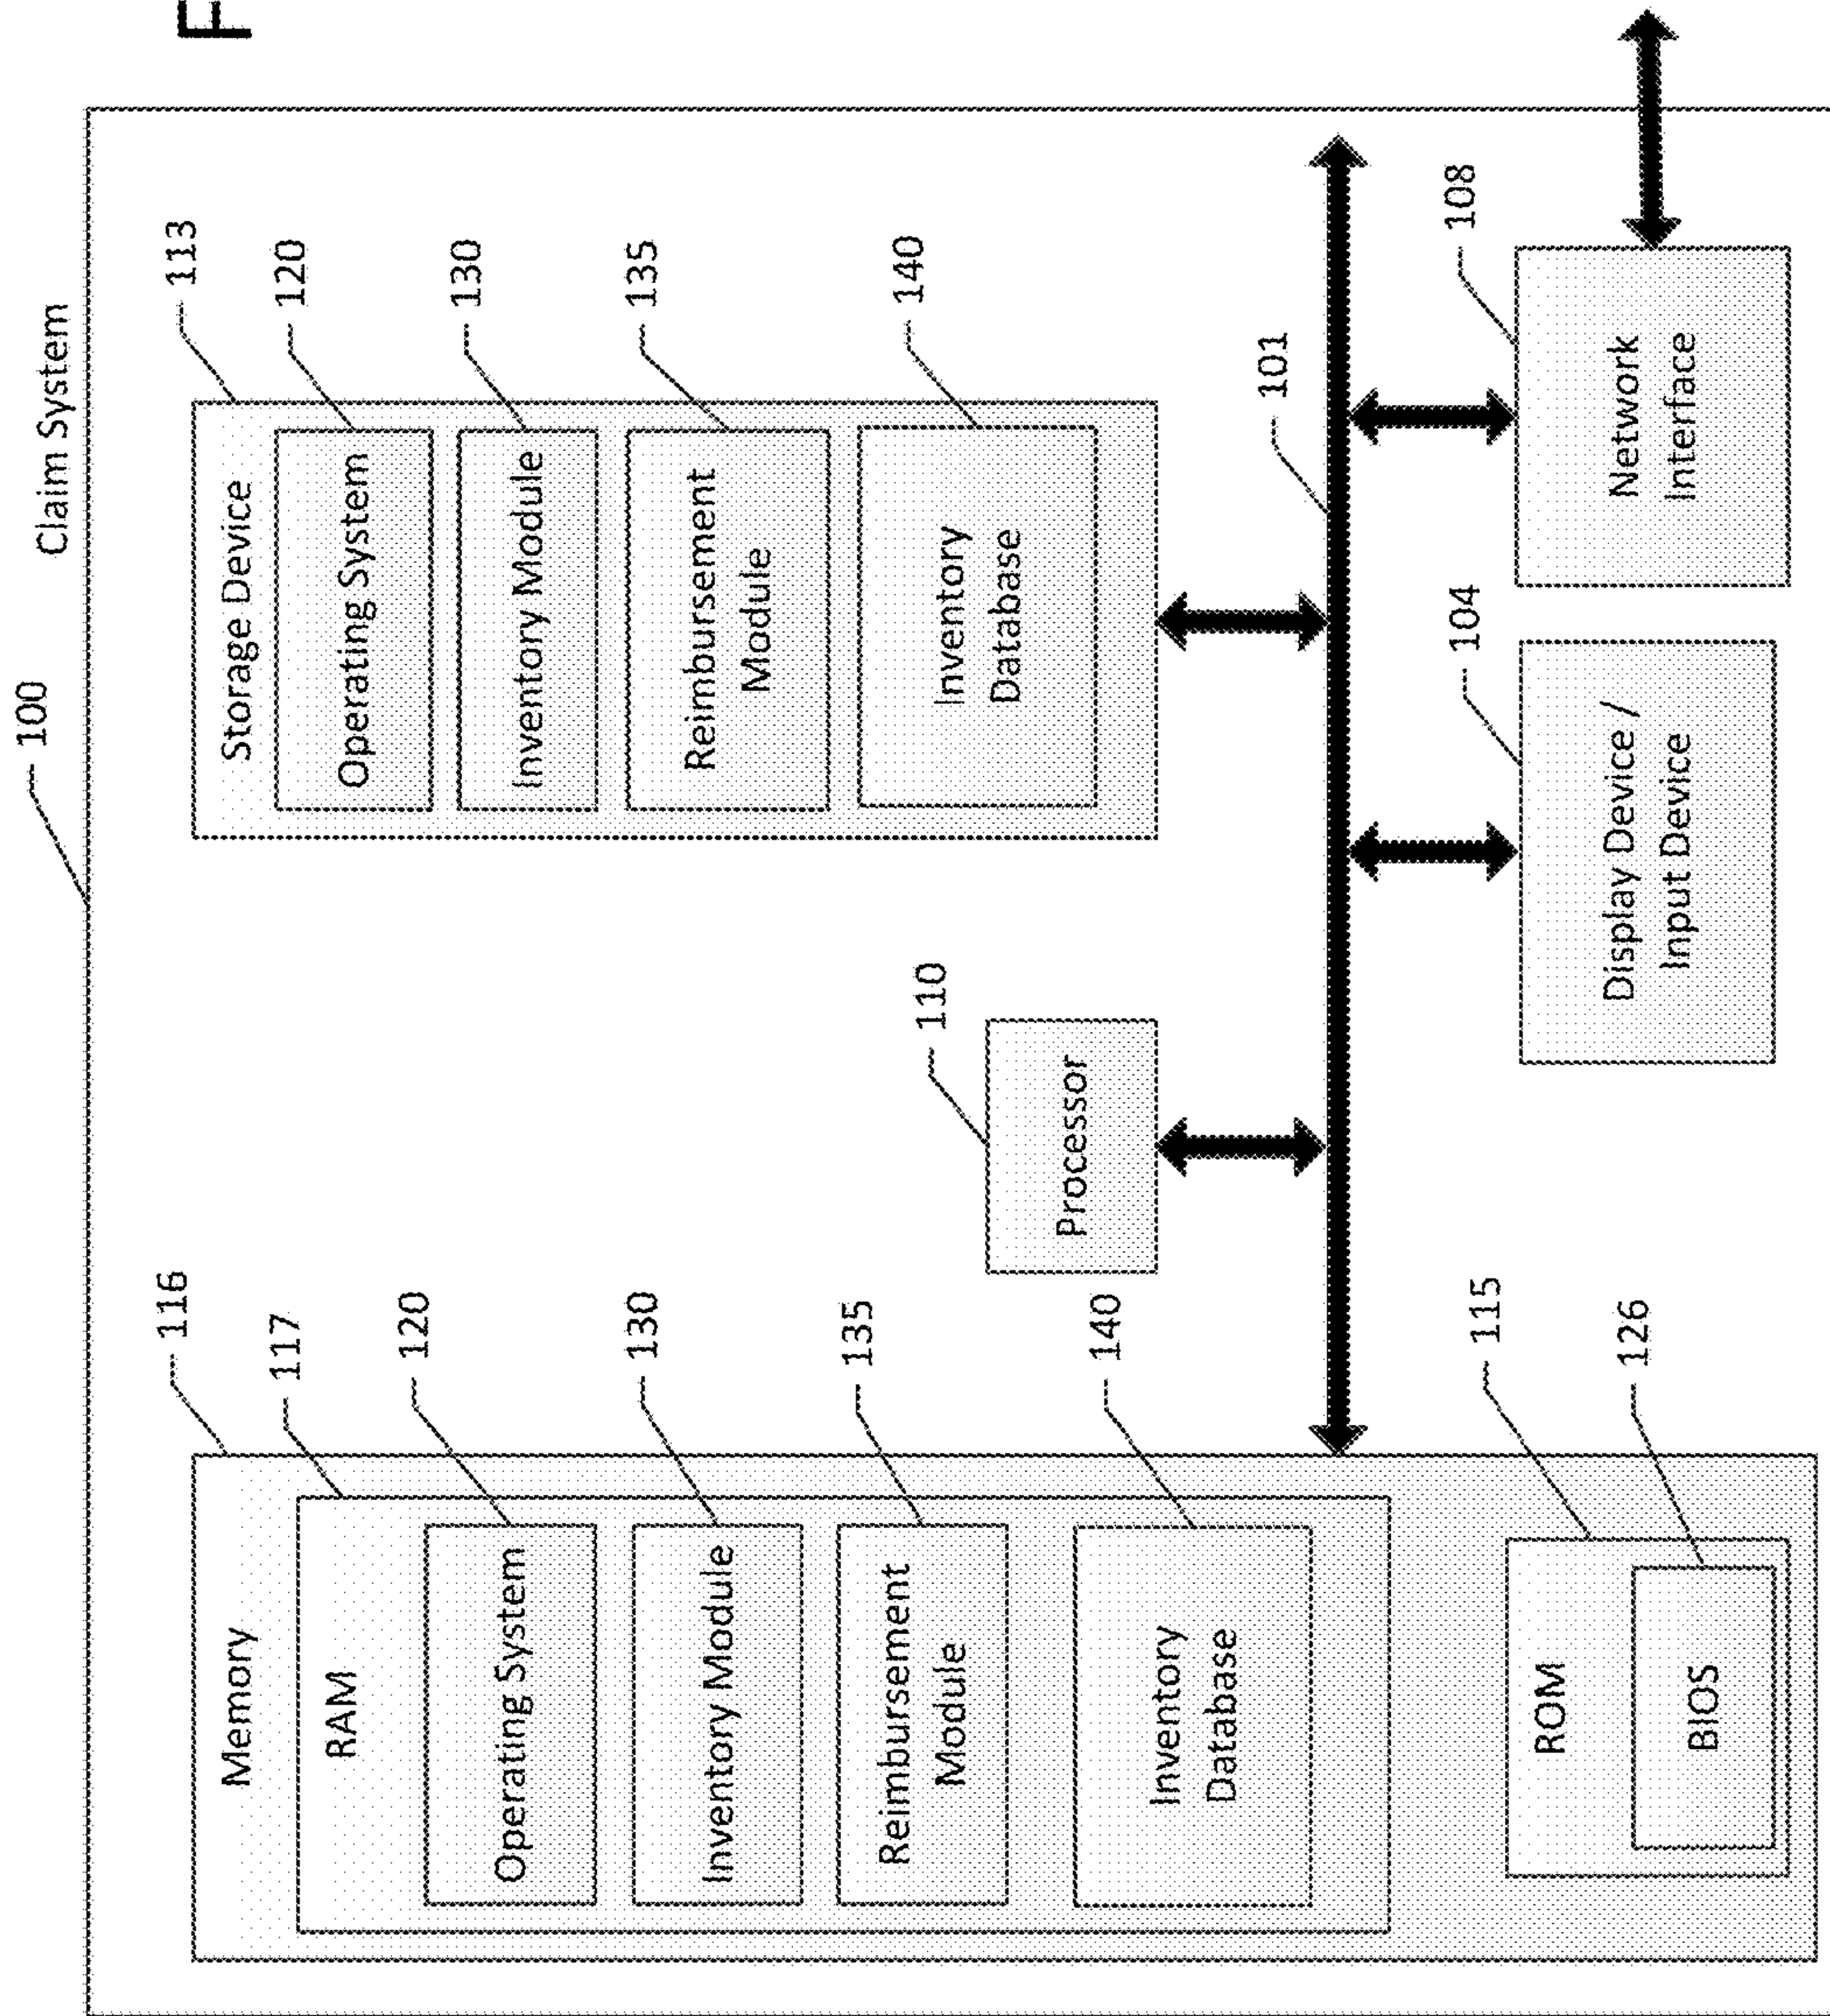 F
100
Claim System
Memory
116
RAM
117
Operating System
120
Inventory Module
130
Reimbursement
Module
135
Inventory
Database
140
ROM
115
BIOS
126
Processor
110
Storage Device
113
Operating System
120
Inventory Module
130
Reimbursement
Module
135
Inventory
Database
140
101
Display Device /
Input Device
104
Network
Interface
108